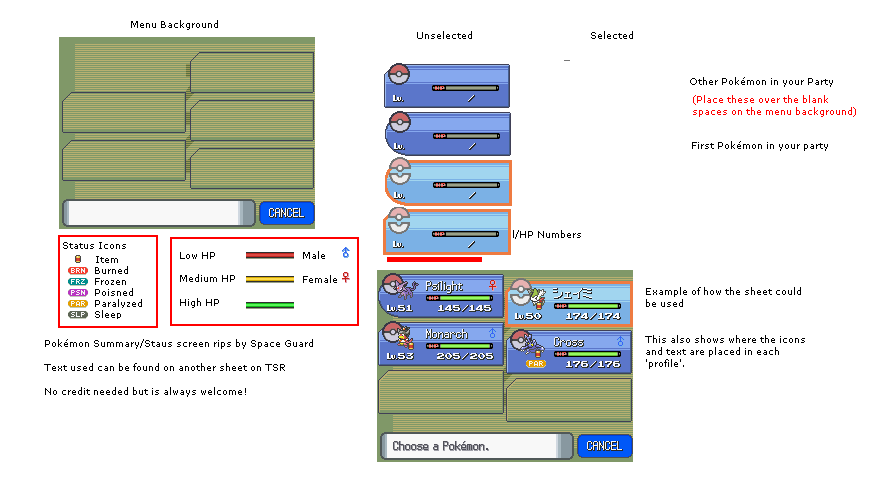 Menu Background
Unselected
Selected
CANCEL
HP
Lv.
/
HP
Lv.
/
HP
Lv.
/
HP
Lv.
/
Other Pokémon in your Party
(Place these over the blank
spaces on the menu background)
First Pokémon in your party
l/HP Numbers
Status Icons
Item
BRN Burned
FRZ Frozen
PSN Poisned
PAR Paralyzed
SLP Sleep
Low HP
Male ♂
Medium HP
Female ♀
High HP
Pokémon Summary/Staus screen rips by Space Guard
Text used can be found on another sheet on TSR
No credit needed but is always welcome!
Psilight ♀
HP
Lv.51 145/145
シェイミ
HP
Lv.50 174/174
Monarch ♂
HP
Lv.53 205/205
Cross ♂
HP
PAR 176/176
Choose a Pokémon.
CANCEL
Example of how the sheet could
be used
This also shows where the icons
and text are placed in each
'profile'.